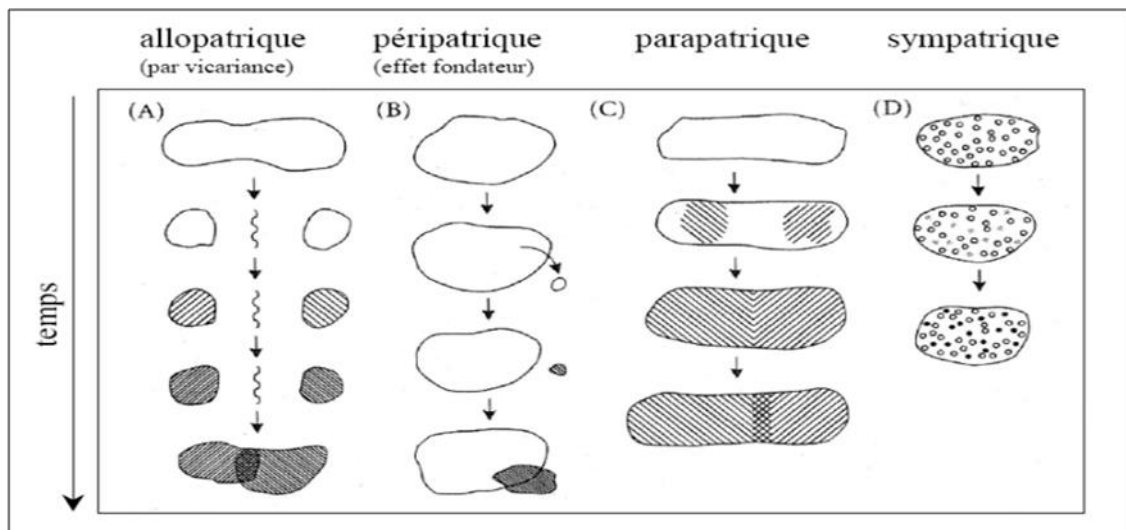 allopatrique
(par vicariance)
péripatrique
(effet fondateur)
parapatrique
sympatrique
temps
(A)
(B)
(C)
(D)